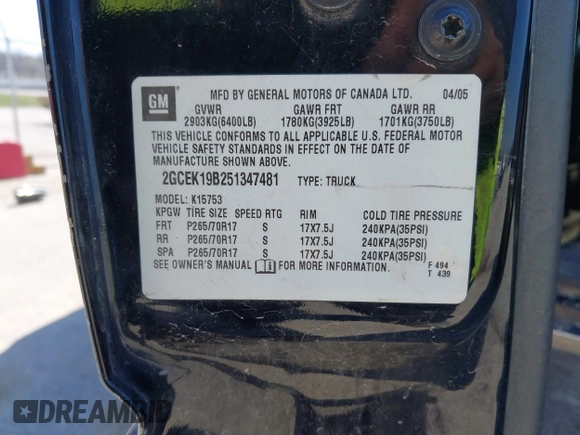 GM
MFD BY GENERAL MOTORS OF CANADA LTD. 04/05
GVWR GAWR FRT GAWR RR
2903KG(6400LB) 1780KG(3925LB) 1701KG(3750LB)
THIS VEHICLE CONFORMS TO ALL APPLICABLE U.S. FEDERAL MOTOR
VEHICLE SAFETY STANDARDS IN EFFECT ON THE DATE OF
MANUFACTURE SHOWN ABOVE.
2GCEK19B251347481 TYPE: TRUCK
MODEL: K15753
KPGW TIRE SIZE SPEED RTG RIM COLD TIRE PRESSURE
FRT P265/70R17 S 17X7.5J 240KPA(35PSI)
RR P265/70R17 S 17X7.5J 240KPA(35PSI)
SPA P265/70R17 S 17X7.5J 240KPA(35PSI)
SEE OWNER'S MANUAL FOR MORE INFORMATION.
F 494
T 439
DREAMBID